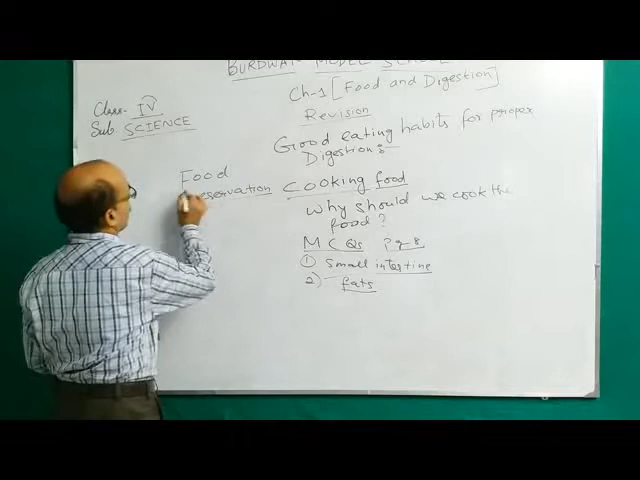 BURDWAN MODEL SCHOOL
Ch-1 [Food and Digestion]
Class- IV
Sub. SCIENCE
Revision
Good eating habits for proper
Digestion:
Food
Preservation
Cooking food
Why should we cook the
food?
MCQs Pg-8
① Small intestine
2) fats